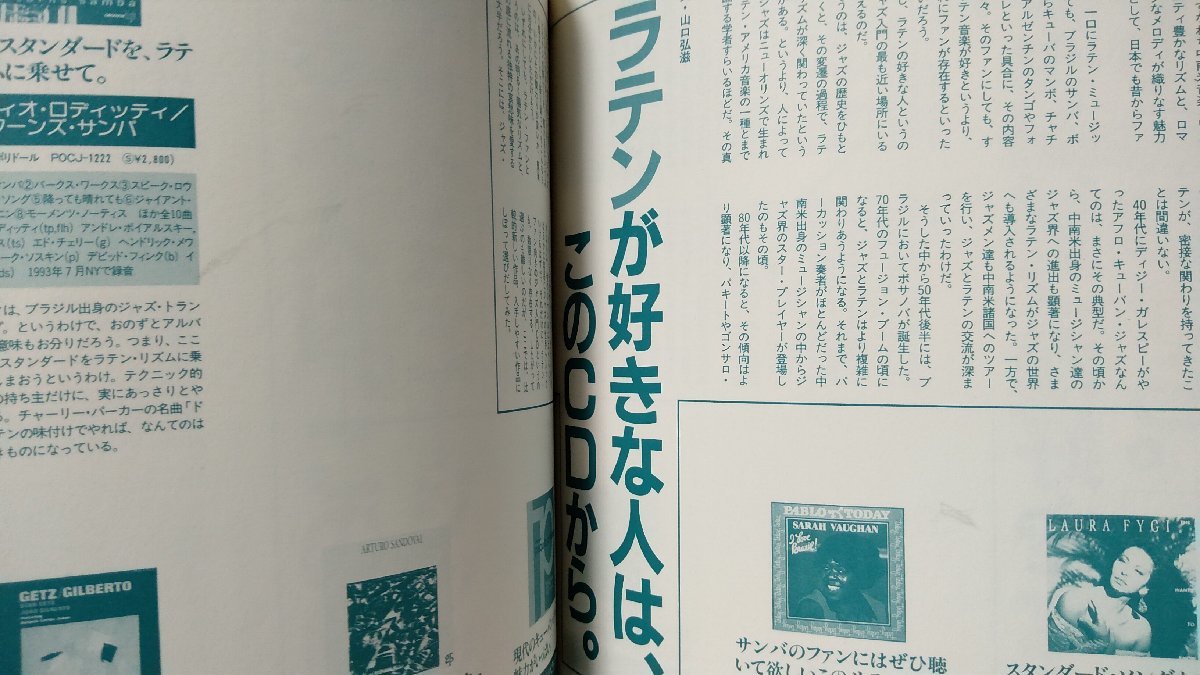 ラテンが好きな人は、
このCDから。
山口弘滋
ティ豊かなリズムと、ロマ
なメロディが織りなす魅力
として、日本でも昔からファ
一口にラテン・ミュージッ
ても、ブラジルのサンバ、ボ
らキューバのマンボ、チャチ
アルゼンチンのタンゴやフォ
レといった具合に、その内容
々。そのファンにしても、す
テン音楽が好きというより、
にファンが存在するといった
だろう。
し、ラテンの好きな人というの
ャズ入門の最も近い場所にいる
えるのだ。
うのは、ジャズの歴史をひもと
くと、その変遷の過程で、ラテ
ズムが深く関わっていたという
がある。というより、人によって
ジャズはニューオリンズで生まれ
テン・アメリカ音楽の一種とまで
する学者すらいるほどだ。その真
テンが、密接な関わりを持ってきたこ
とは間違いない。
40年代にディジー・ガレスピーがや
ったアフロ・キューバン・ジャズなん
てのは、まさにその典型だ。その頃か
ら、中南米出身のミュージシャン達の
ジャズ界への進出も顕著になり、さま
ざまなラテン・リズムがジャズの世界
へも導入されるようになった。一方で、
ジャズメン達も中南米諸国へのツアー
を行い、ジャズとラテンの交流が深ま
っていったわけだ。
そうした中から50年代後半には、ブ
ラジルにおいてボサノバが誕生した。
70年代のフュージョン・ブームの頃に
なると、ジャズとラテンはより複雑に
関わりあうようになる。それまで、パ
ーカッション奏者がほとんどだった中
南米出身のミュージシャンの中からジ
ャズ界のスター・プレイヤーが登場し
たのもその頃。
80年代以降になると、その傾向はよ
り顕著になり、パキートやゴンサロ・
PABLO TODAY
SARAH VAUGHAN
I Love Brazil!
サンバのファンにはぜひ聴
いて欲しいこの
LAURA FYGI
スタンダード・ソング
samba
スタンダードを、ラテ
ムに乗せて。
ィオ・ロディッティ/
ワーンズ・サンバ
ポリドール POCJ-1222 Ⓢ¥2,800)
ンバ②バークス・ワークス③スピーク・ロウ
ソング⑤降っても晴れても⑥ジャイアント・
ニン⑧モーメンツ・ノーティス ほか全10曲
ディッティ(tp,flh) アンドレ・ボイアルスキー、
ス(ts) エド・チェリー(g) ヘンドリック・メウ
ーク・ソスキン(p) デビッド・フィンク(b) イ
ds) 1993年7月NYで録音
ィは、ブラジル出身のジャズ・トラン
。というわけで、おのずとアルバ
意味もお分りだろう。つまり、ここ
スタンダードをラテン・リズムに乗
しまおうというわけ。テクニック的
の持ち主だけに、実にあっさりとや
る。チャーリー・パーカーの名曲「ド
テンの味付けでやれば、なんてのは
きものになっている。
GETZ GILBERTO
ARTURO SANDOVAL
現代のキュー